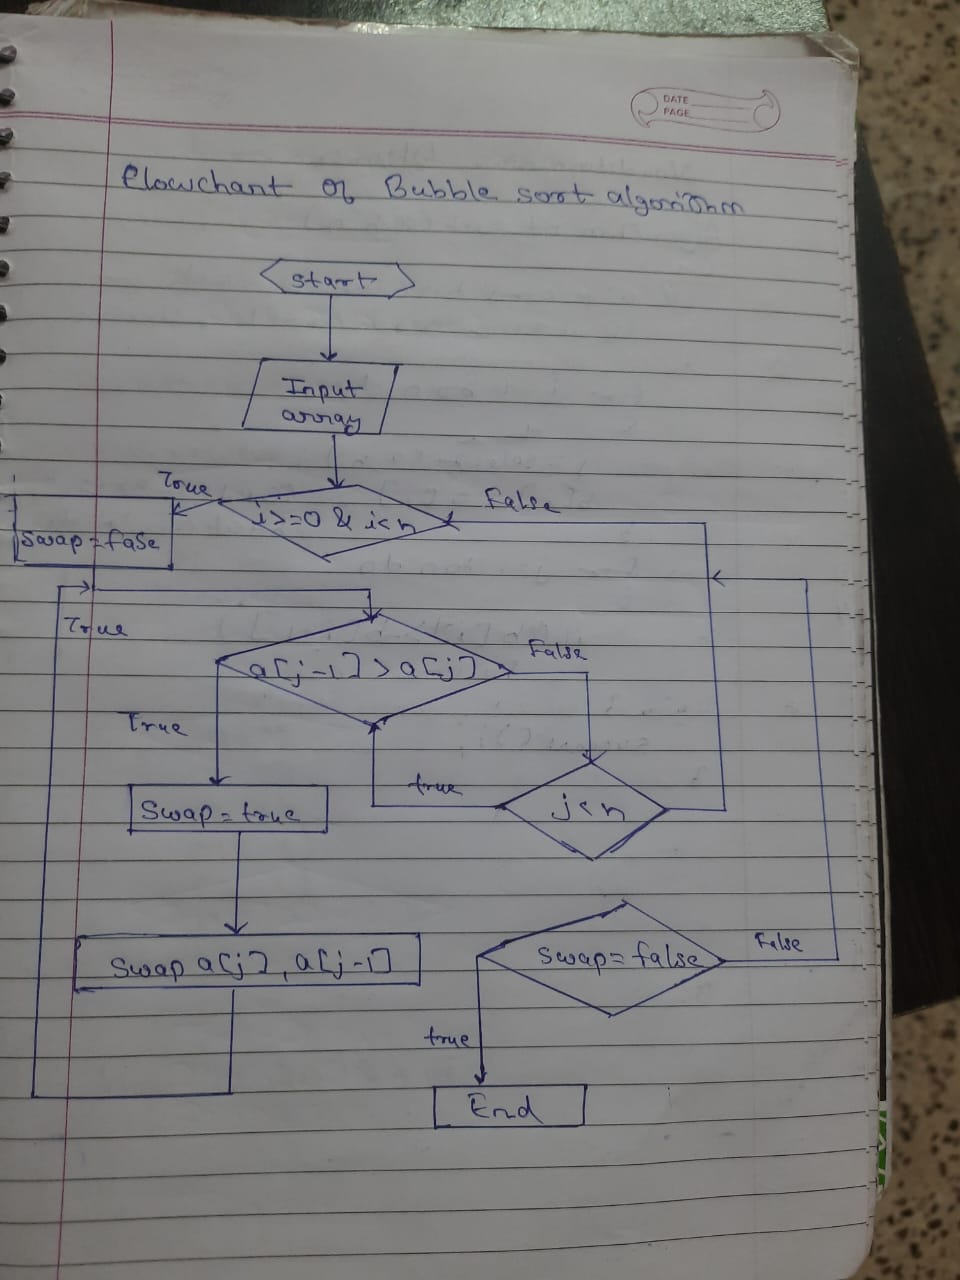 DATE
PAGE
Flowchant of Bubble sort algorithm
start
Input
array
True
i>=0 & i<n
False
Swap=fase
True
a[j-1]>a[j]
False
True
true
j<n
Swap=true
Swap a[j], a[j-1]
Swap=false
False
true
End